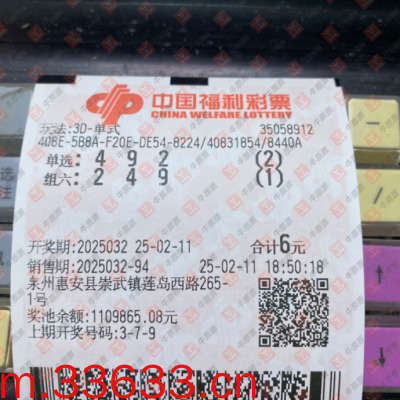 中国福利彩票
CHINA WELFARE LOTTERY
玩法:3D-单式 35058912
408E-5B8A-F20E-DE54-8224/40831854/8440A
单选: 4 9 2 (2)
组六: 2 4 9 (1)
开奖期:2025032 25-02-11 合计6元
销售期:2025032-94 25-02-11 18:50:18
永州惠安县崇武镇莲岛西路265-
1号
奖池余额:1109865.08元
上期开奖号码:3-7-9
m.33633.cn